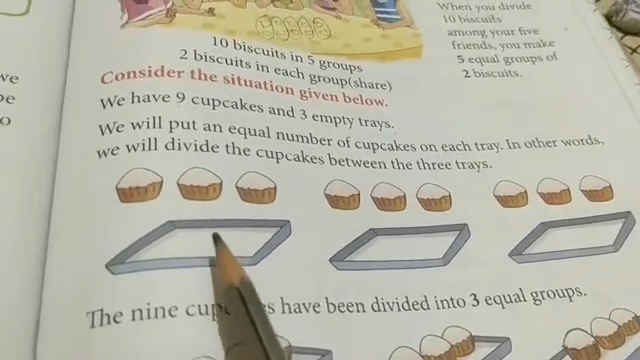 When you divide
10 biscuits
among your five
friends, you make
5 equal groups of
2 biscuits.
10 biscuits in 5 groups
2 biscuits in each group(share)
Consider the situation given below.
We have 9 cupcakes and 3 empty trays.
We will put an equal number of cupcakes on each tray. In other words,
we will divide the cupcakes between the three trays.
The nine have been divided into 3 equal groups.